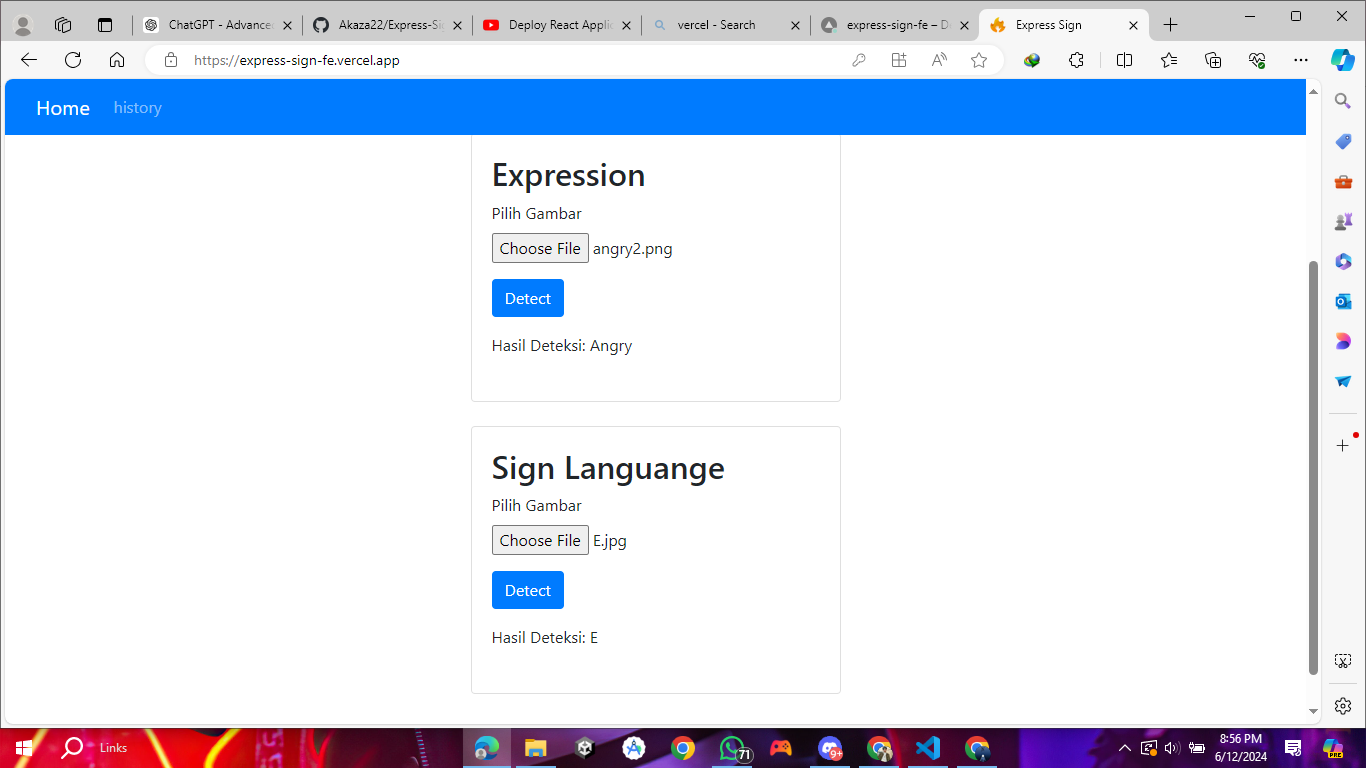 ChatGPT - Advanced
Akaza22/Express-Si
Deploy React Applic
vercel - Search
express-sign-fe – D
Express Sign
https://express-sign-fe.vercel.app
Home
history
Expression
Pilih Gambar
Choose File angry2.png
Detect
Hasil Deteksi: Angry
Sign Languange
Pilih Gambar
Choose File E.jpg
Detect
Hasil Deteksi: E
Links
71
9+
8:56 PM
6/12/2024
PRE